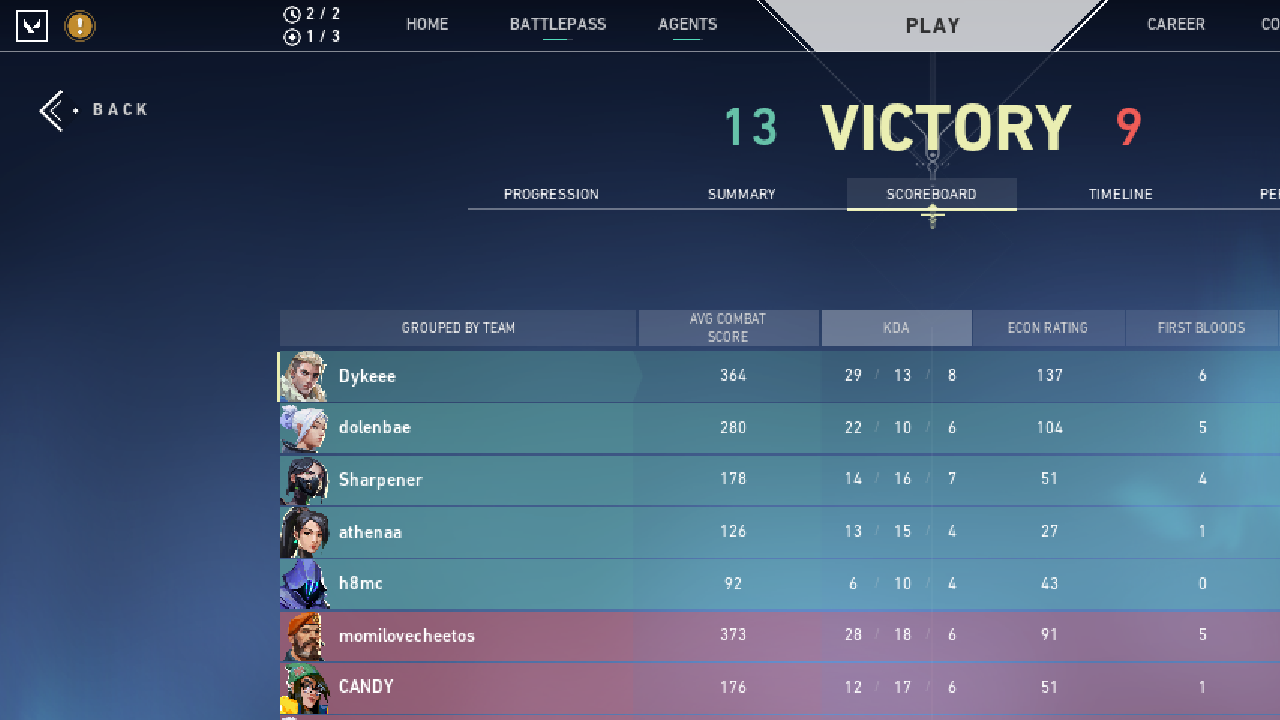 2 / 2
1 / 3
HOME
BATTLEPASS
AGENTS
PLAY
CAREER
CO
BACK
13 VICTORY 9
PROGRESSION
SUMMARY
SCOREBOARD
TIMELINE
PE
GROUPED BY TEAM
AVG COMBAT
SCORE
KDA
ECON RATING
FIRST BLOODS
Dykeee 364 29 / 13 / 8 137 6
dolenbae 280 22 / 10 / 6 104 5
Sharpener 178 14 / 16 / 7 51 4
athenaa 126 13 / 15 / 4 27 1
h8mc 92 6 / 10 / 4 43 0
momilovecheetos 373 28 / 18 / 6 91 5
CANDY 176 12 / 17 / 6 51 1